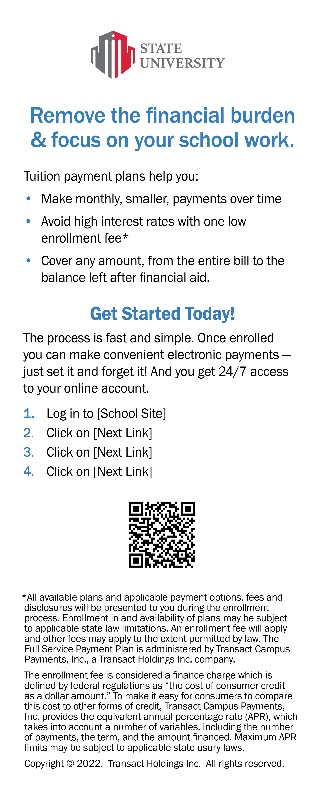 STATE
UNIVERSITY
Remove the financial burden
& focus on your school work.
Tuition payment plans help you:
• Make monthly, smaller, payments over time
• Avoid high interest rates with one low
enrollment fee*
• Cover any amount, from the entire bill to the
balance left after financial aid.
Get Started Today!
The process is fast and simple. Once enrolled
you can make convenient electronic payments —
just set it and forget it! And you get 24/7 access
to your online account.
1. Log in to [School Site]
2. Click on [Next Link]
3. Click on [Next Link]
4. Click on [Next Link]
*All available plans and applicable payment options, fees and
disclosures will be presented to you during the enrollment
process. Enrollment in and availability of plans may be subject
to applicable state law limitations. An enrollment fee will apply
and other fees may apply to the extent permitted by law. The
Full Service Payment Plan is administered by Transact Campus
Payments, Inc., a Transact Holdings Inc. company.
The enrollment fee is considered a finance charge which is
defined by federal regulations as “the cost of consumer credit
as a dollar amount.” To make it easy for consumers to compare
this cost to other forms of credit, Transact Campus Payments,
Inc. provides the equivalent annual percentage rate (APR), which
takes into account a number of variables, including the number
of payments, the term, and the amount financed. Maximum APR
limits may be subject to applicable state usury laws.
Copyright © 2022. Transact Holdings Inc. All rights reserved.